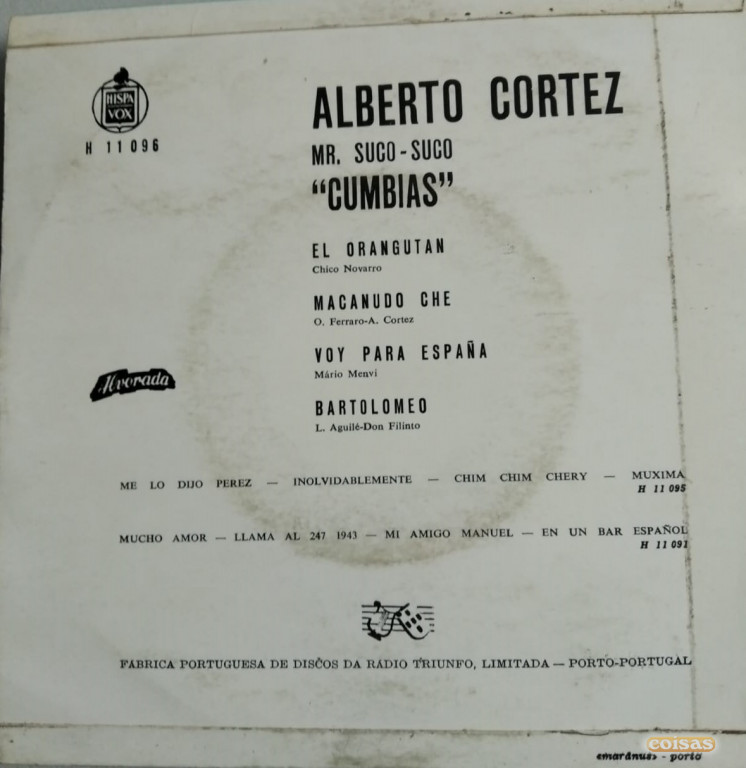 HISPA
VOX
H 11 096
ALBERTO CORTEZ
MR. SUCO-SUCO
“CUMBIAS”
EL ORANGUTAN
Chico Novarro
MACANUDO CHE
O. Ferraro-A. Cortez
VOY PARA ESPAÑA
Mário Menvi
Alvorada
BARTOLOMEO
L. Aguilé-Don Filinto
ME LO DIJO PEREZ — INOLVIDABLEMENTE — CHIM CHIM CHERY — MUXIMA
H 11 095
MUCHO AMOR — LLAMA AL 247 1943 — MI AMIGO MANUEL — EN UN BAR ESPAÑOL
H 11 091
FABRICA PORTUGUESA DE DISCOS DA RÁDIO TRIUNFO, LIMITADA — PORTO-PORTUGAL
coisas
- porto